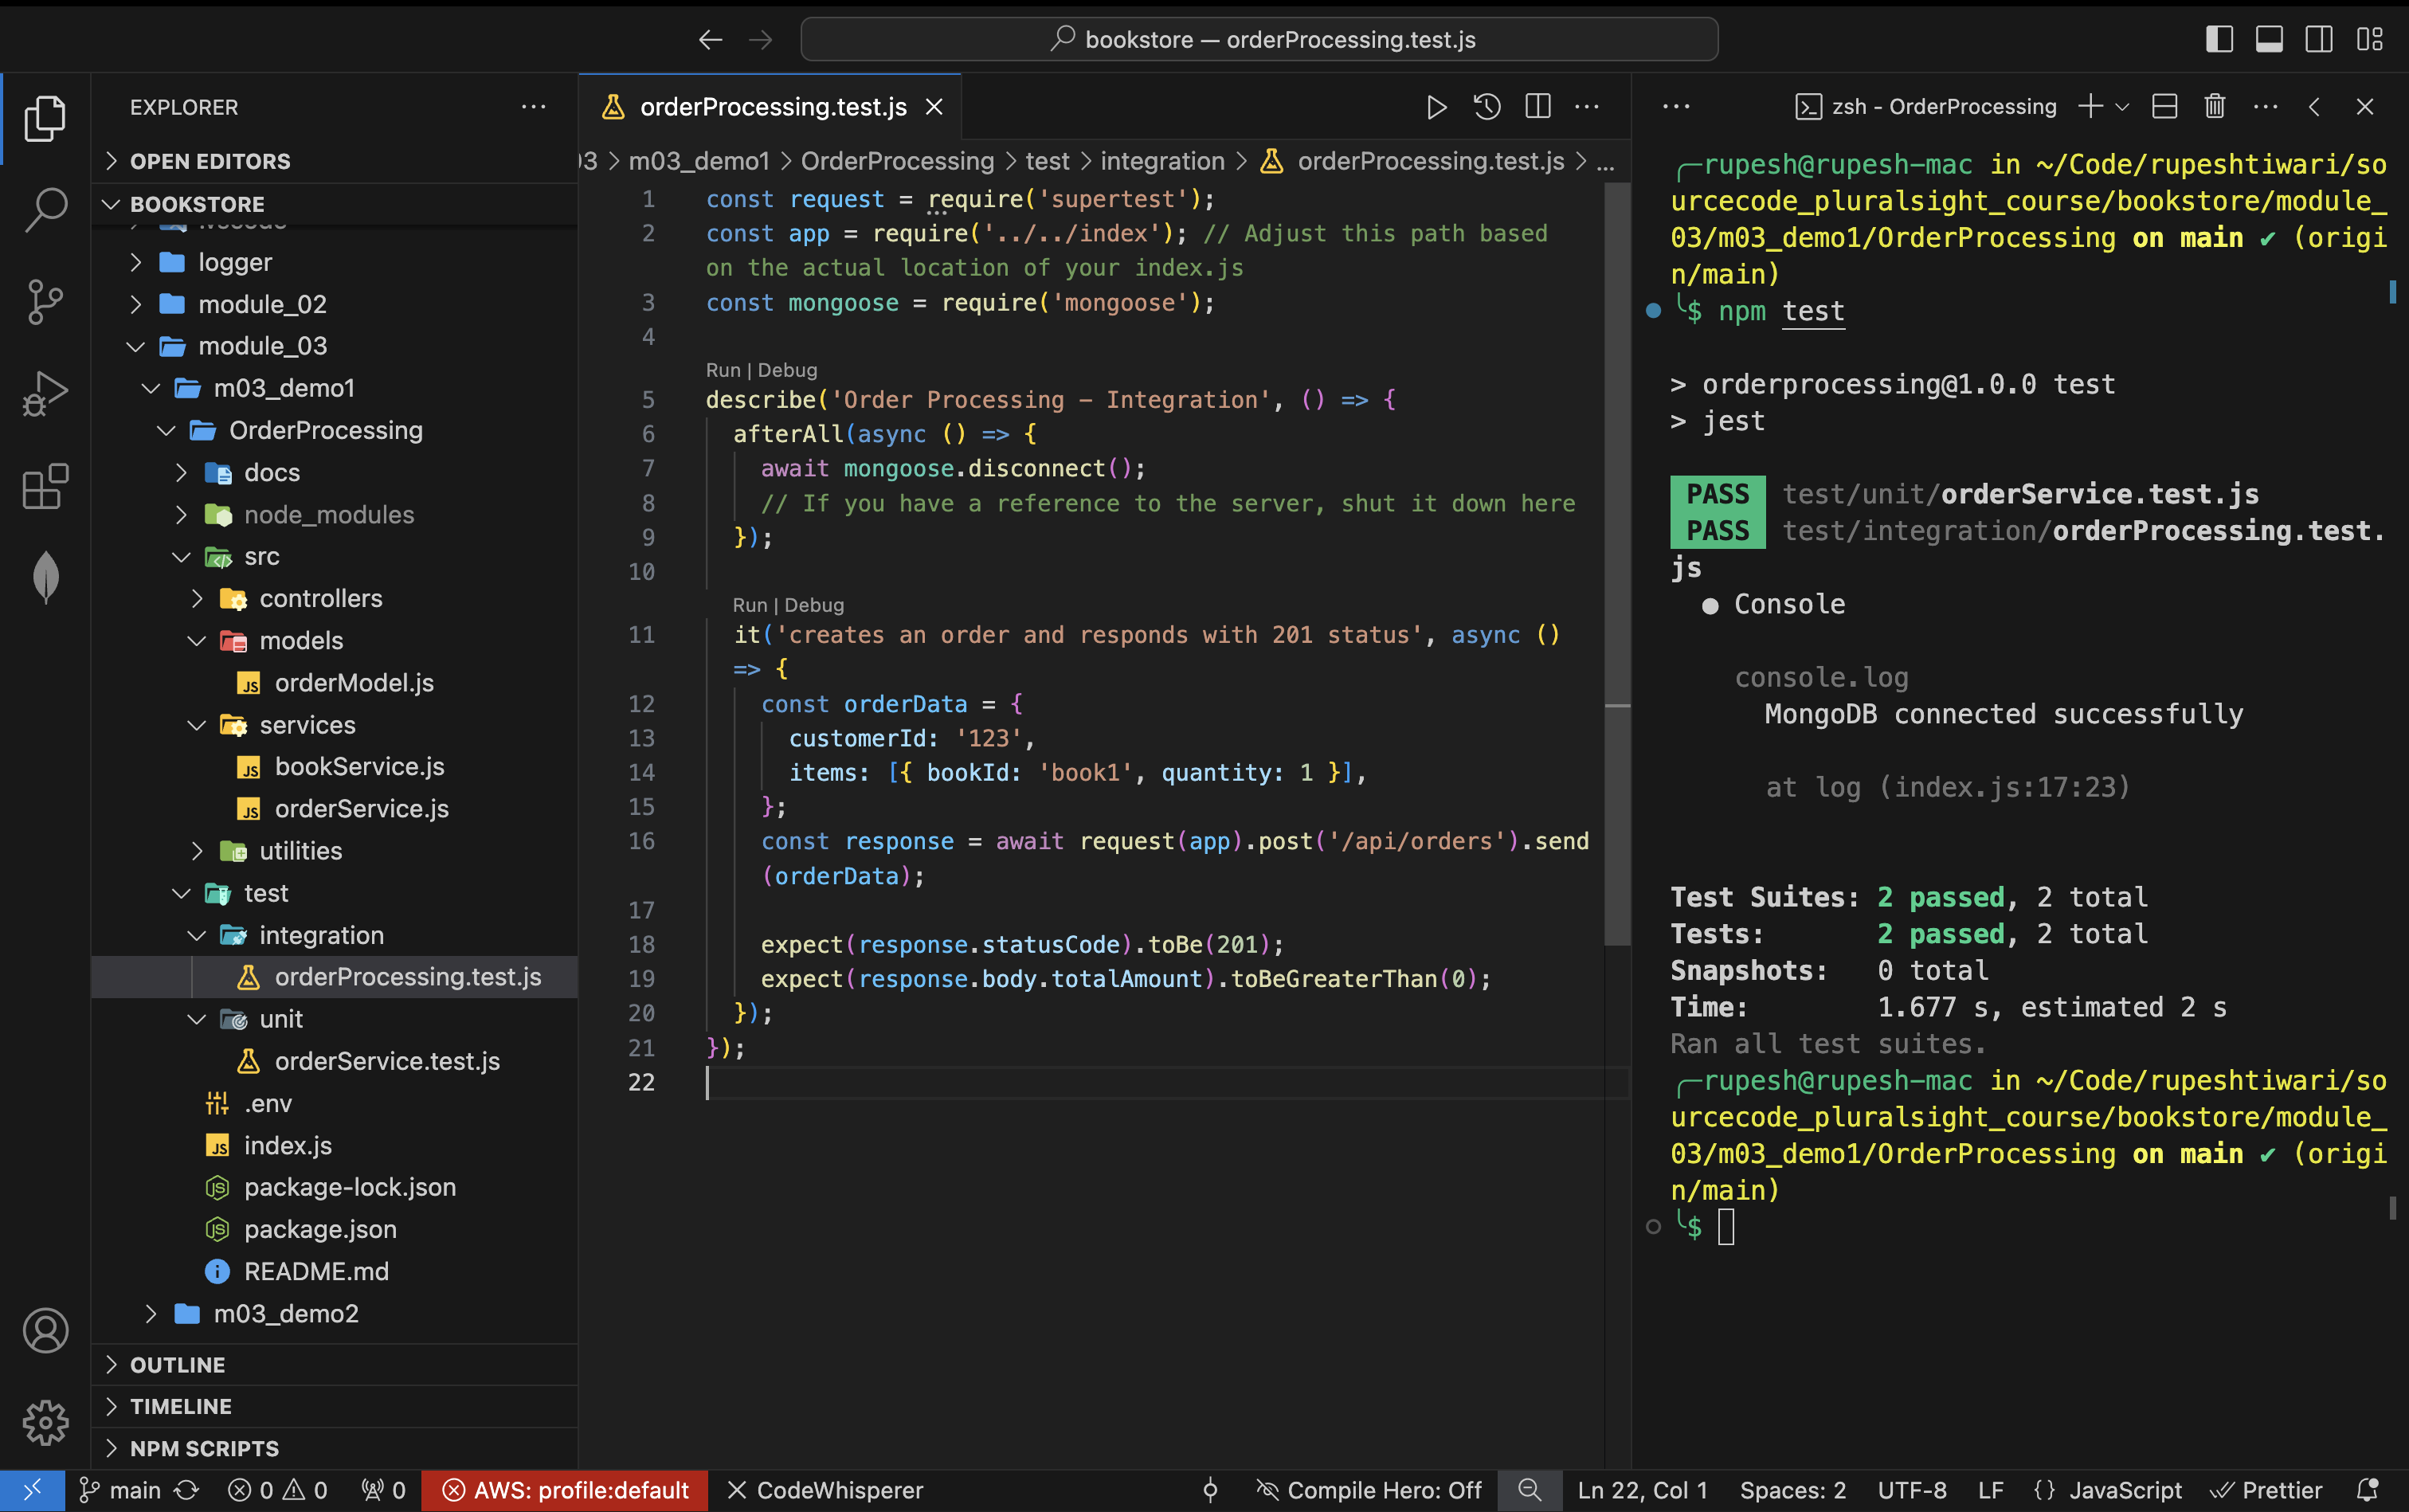 bookstore — orderProcessing.test.js
EXPLORER
OPEN EDITORS
BOOKSTORE
logger
module_02
module_03
m03_demo1
OrderProcessing
docs
node_modules
src
controllers
models
orderModel.js
services
bookService.js
orderService.js
utilities
test
integration
orderProcessing.test.js
unit
orderService.test.js
.env
index.js
package-lock.json
package.json
README.md
m03_demo2
OUTLINE
TIMELINE
NPM SCRIPTS
orderProcessing.test.js
03 > m03_demo1 > OrderProcessing > test > integration > orderProcessing.test.js > ...
1 const request = require('supertest');
2 const app = require('../../index'); // Adjust this path based
on the actual location of your index.js
3 const mongoose = require('mongoose');
4
Run | Debug
5 describe('Order Processing - Integration', () => {
6 afterAll(async () => {
7 await mongoose.disconnect();
8 // If you have a reference to the server, shut it down here
9 });
10
Run | Debug
11 it('creates an order and responds with 201 status', async ()
=> {
12 const orderData = {
13 customerId: '123',
14 items: [{ bookId: 'book1', quantity: 1 }],
15 };
16 const response = await request(app).post('/api/orders').send
(orderData);
17
18 expect(response.statusCode).toBe(201);
19 expect(response.body.totalAmount).toBeGreaterThan(0);
20 });
21 });
22
zsh - OrderProcessing
rupesh@rupesh-mac in ~/Code/rupeshtiwari/so
urcecode_pluralsight_course/bookstore/module_
03/m03_demo1/OrderProcessing on main ✔ (origi
n/main)
$ npm test
> orderprocessing@1.0.0 test
> jest
PASS test/unit/orderService.test.js
PASS test/integration/orderProcessing.test.
js
● Console
console.log
MongoDB connected successfully
at log (index.js:17:23)
Test Suites: 2 passed, 2 total
Tests: 2 passed, 2 total
Snapshots: 0 total
Time: 1.677 s, estimated 2 s
Ran all test suites.
rupesh@rupesh-mac in ~/Code/rupeshtiwari/so
urcecode_pluralsight_course/bookstore/module_
03/m03_demo1/OrderProcessing on main ✔ (origi
n/main)
$
main 0 0 0 AWS: profile:default CodeWhisperer Compile Hero: Off Ln 22, Col 1 Spaces: 2 UTF-8 LF {} JavaScript Prettier